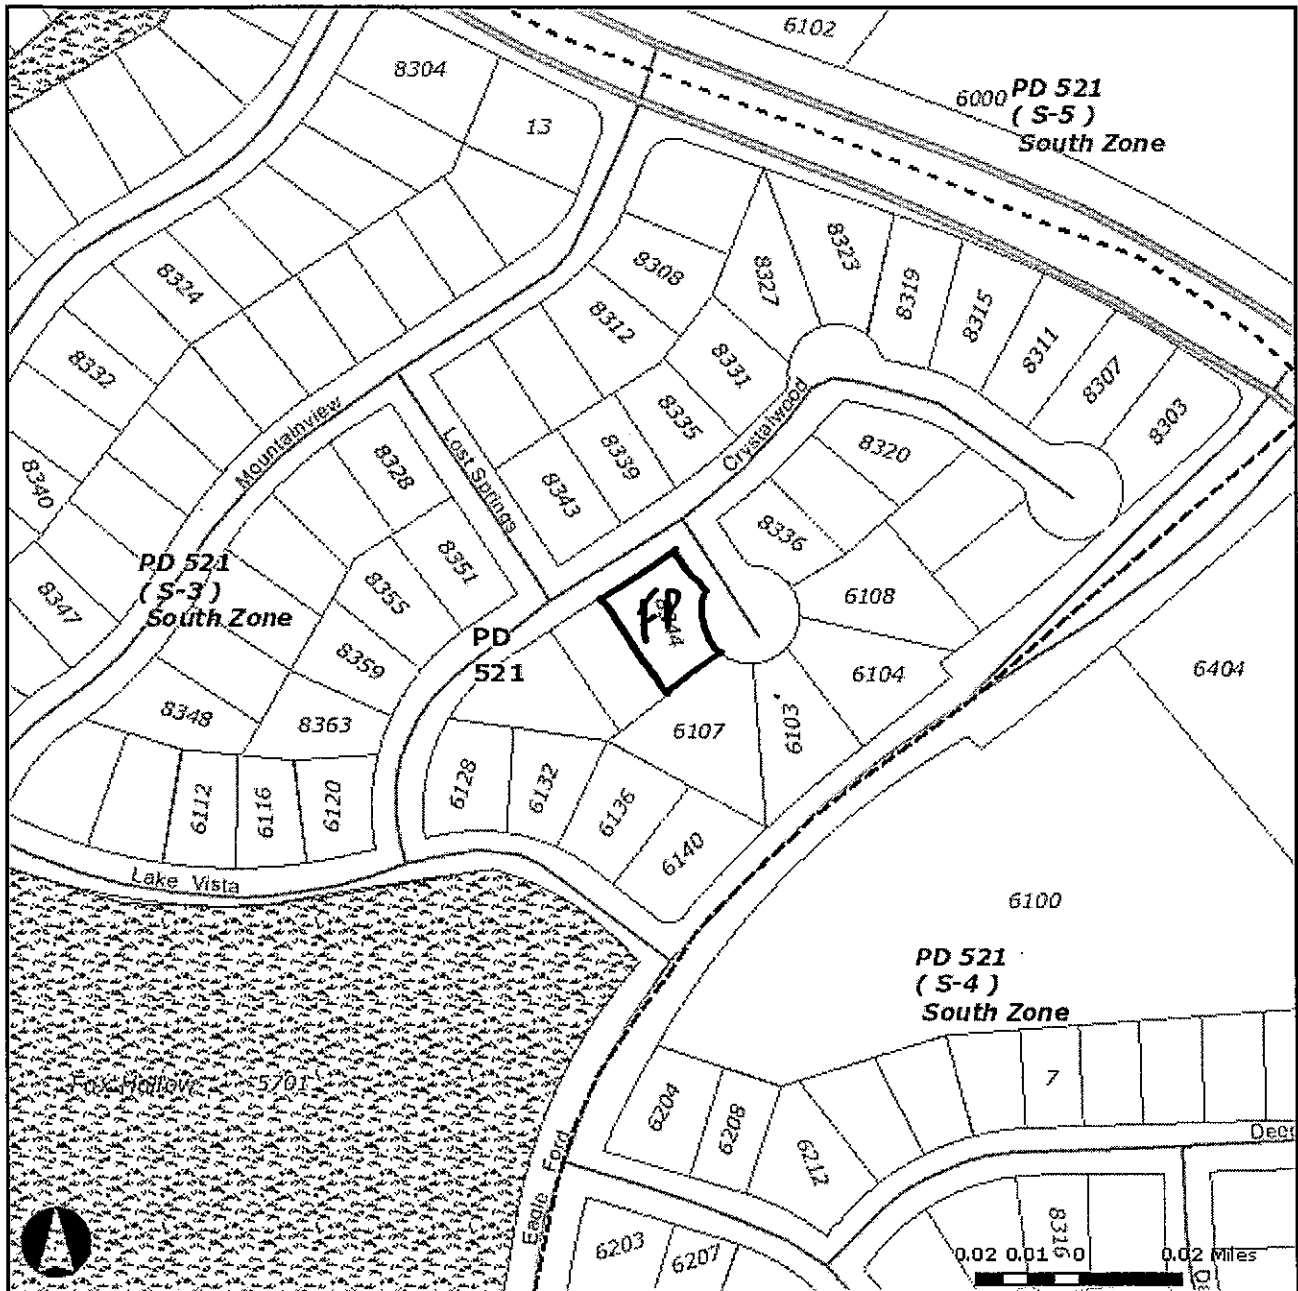 6102
6000
PD 521
( S-5 )
South Zone
8304
13
8324
8332
8340
8347
8308
8312
8327
8323
8319
8315
8311
8307
8303
8331
8335
8339
8343
8320
8336
Mountainview
Lost Springs
Crystalwood
8328
8351
8355
8359
8363
8348
PD 521
( S-3 )
South Zone
PD
521
FP
6108
6104
6103
6107
6404
6112
6116
6120
6128
6132
6136
6140
Lake Vista
6100
PD 521
( S-4 )
South Zone
Fox Hollow 5701
Eagle Ford
6204
6208
6212
7
6203
6207
8316
0.02 0.01 0 0.02 Miles